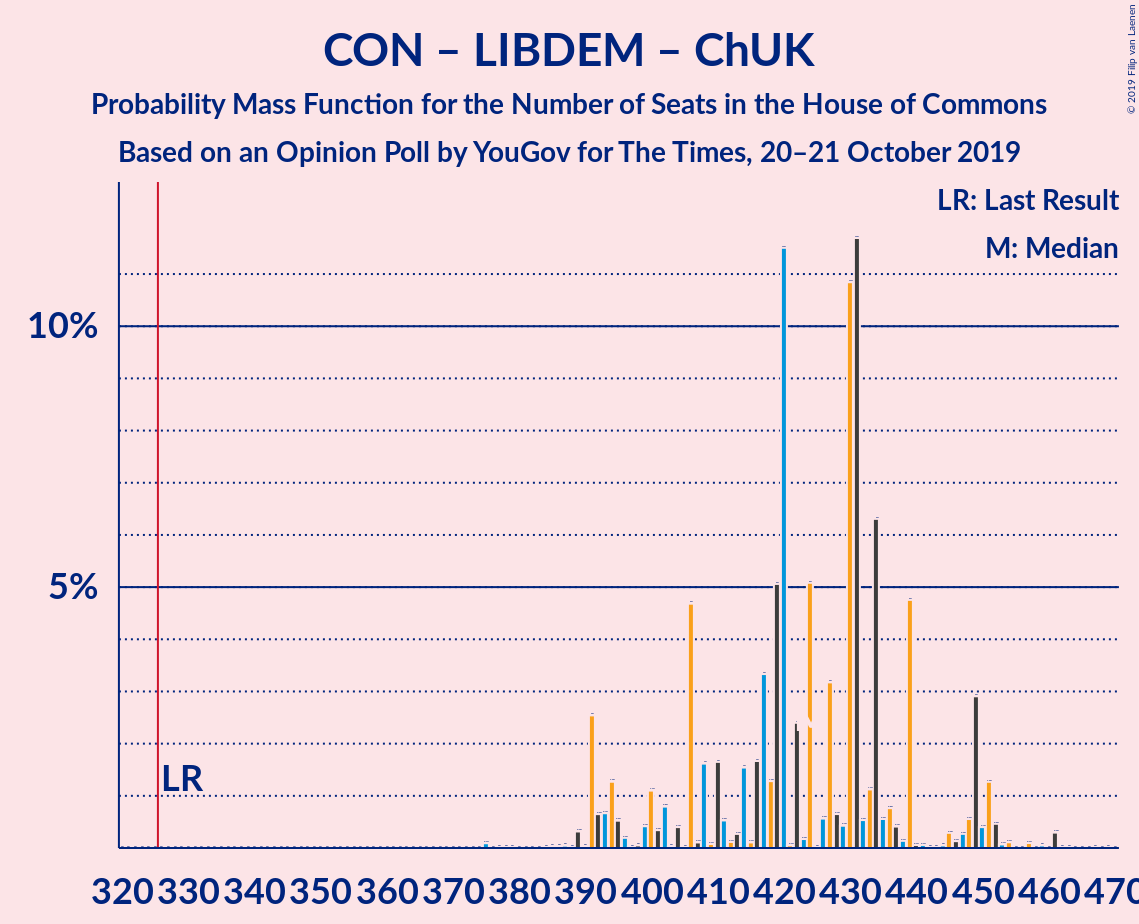 CON – LIBDEM – ChUK
Probability Mass Function for the Number of Seats in the House of Commons
Based on an Opinion Poll by YouGov for The Times, 20–21 October 2019
© 2019 Filip van Laenen
LR: Last Result
M: Median
10%
5%
LR
320 330 340 350 360 370 380 390 400 410 420 430 440 450 460 470